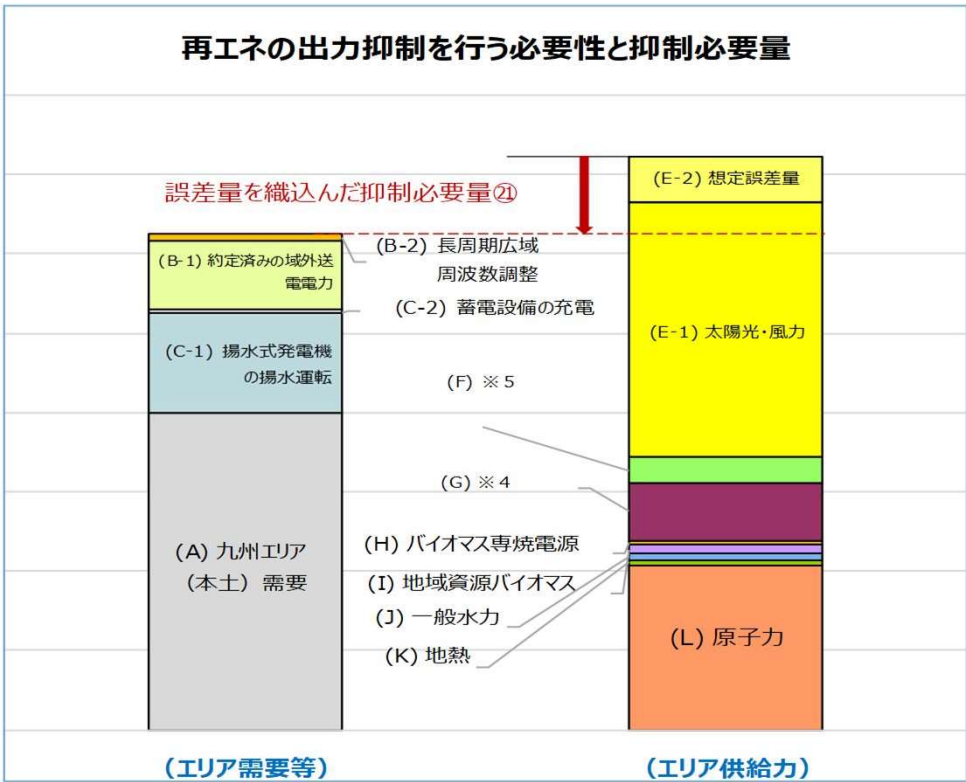 再エネの出力抑制を行う必要性と抑制必要量
誤差量を織込んだ抑制必要量㉑
(B-1) 約定済みの域外送
電電力
(C-1) 揚水式発電機
の揚水運転
(A) 九州エリア
(本土) 需要
(B-2) 長周期広域
周波数調整
(C-2) 蓄電設備の充電
(F) ※5
(G) ※4
(H) バイオマス専焼電源
(I) 地域資源バイオマス
(J) 一般水力
(K) 地熱
(E-2) 想定誤差量
(E-1) 太陽光・風力
(L) 原子力
(エリア需要等)
(エリア供給力)